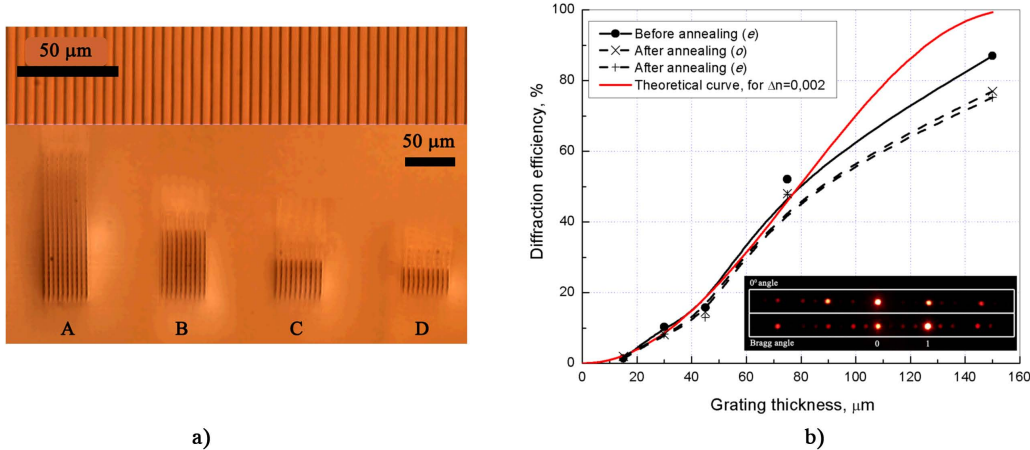 50 μm
50 μm
A B C D
a)
Diffraction efficiency, %
100
80
60
40
20
0
Before annealing (e)
After annealing (o)
After annealing (e)
Theoretical curve, for Δn=0,002
0⁰ angle
Bragg angle 0 1
0 20 40 60 80 100 120 140 160
Grating thickness, μm
b)